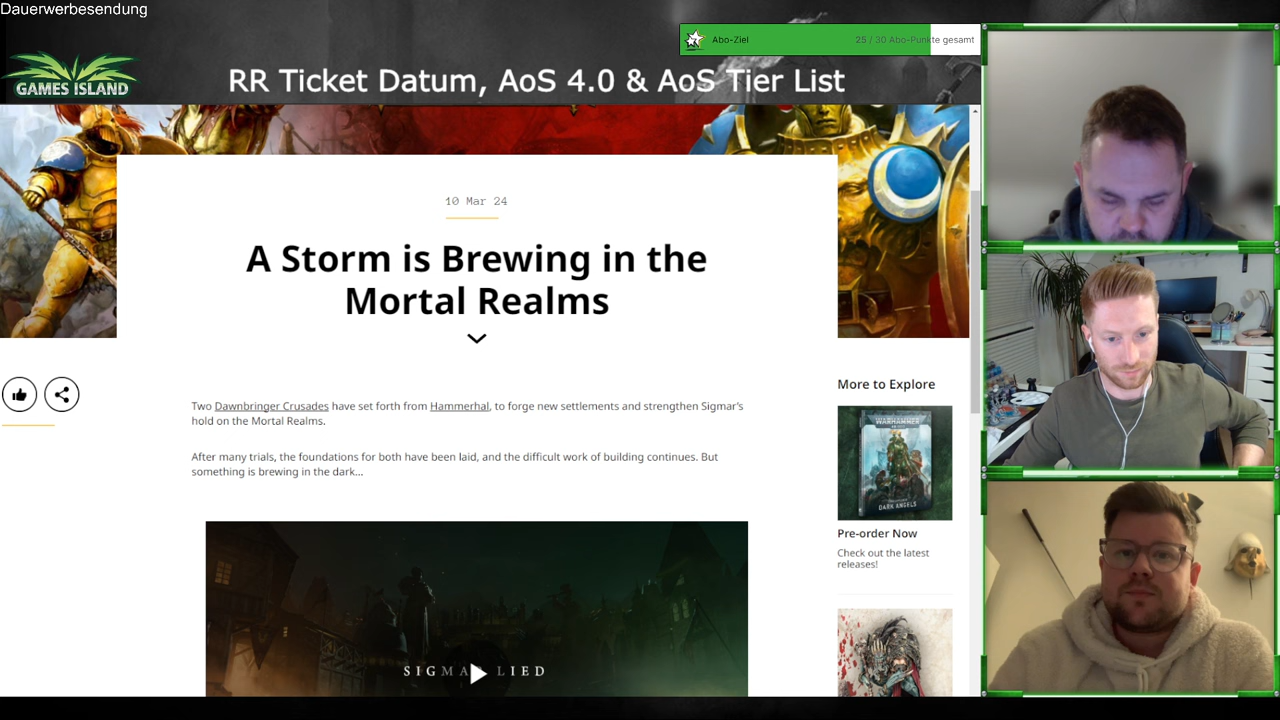 Dauerwerbesendung
Abo-Ziel
25 / 30 Abo-Punkte gesamt
GAMES ISLAND
RR Ticket Datum, AoS 4.0 & AoS Tier List
10 Mar 24
A Storm is Brewing in the
Mortal Realms
Two Dawnbringer Crusades have set forth from Hammerhal, to forge new settlements and strengthen Sigmar's
hold on the Mortal Realms.
After many trials, the foundations for both have been laid, and the difficult work of building continues. But
something is brewing in the dark...
SIGMAR LIED
More to Explore
WARHAMMER
DARK ANGELS
Pre-order Now
Check out the latest
releases!